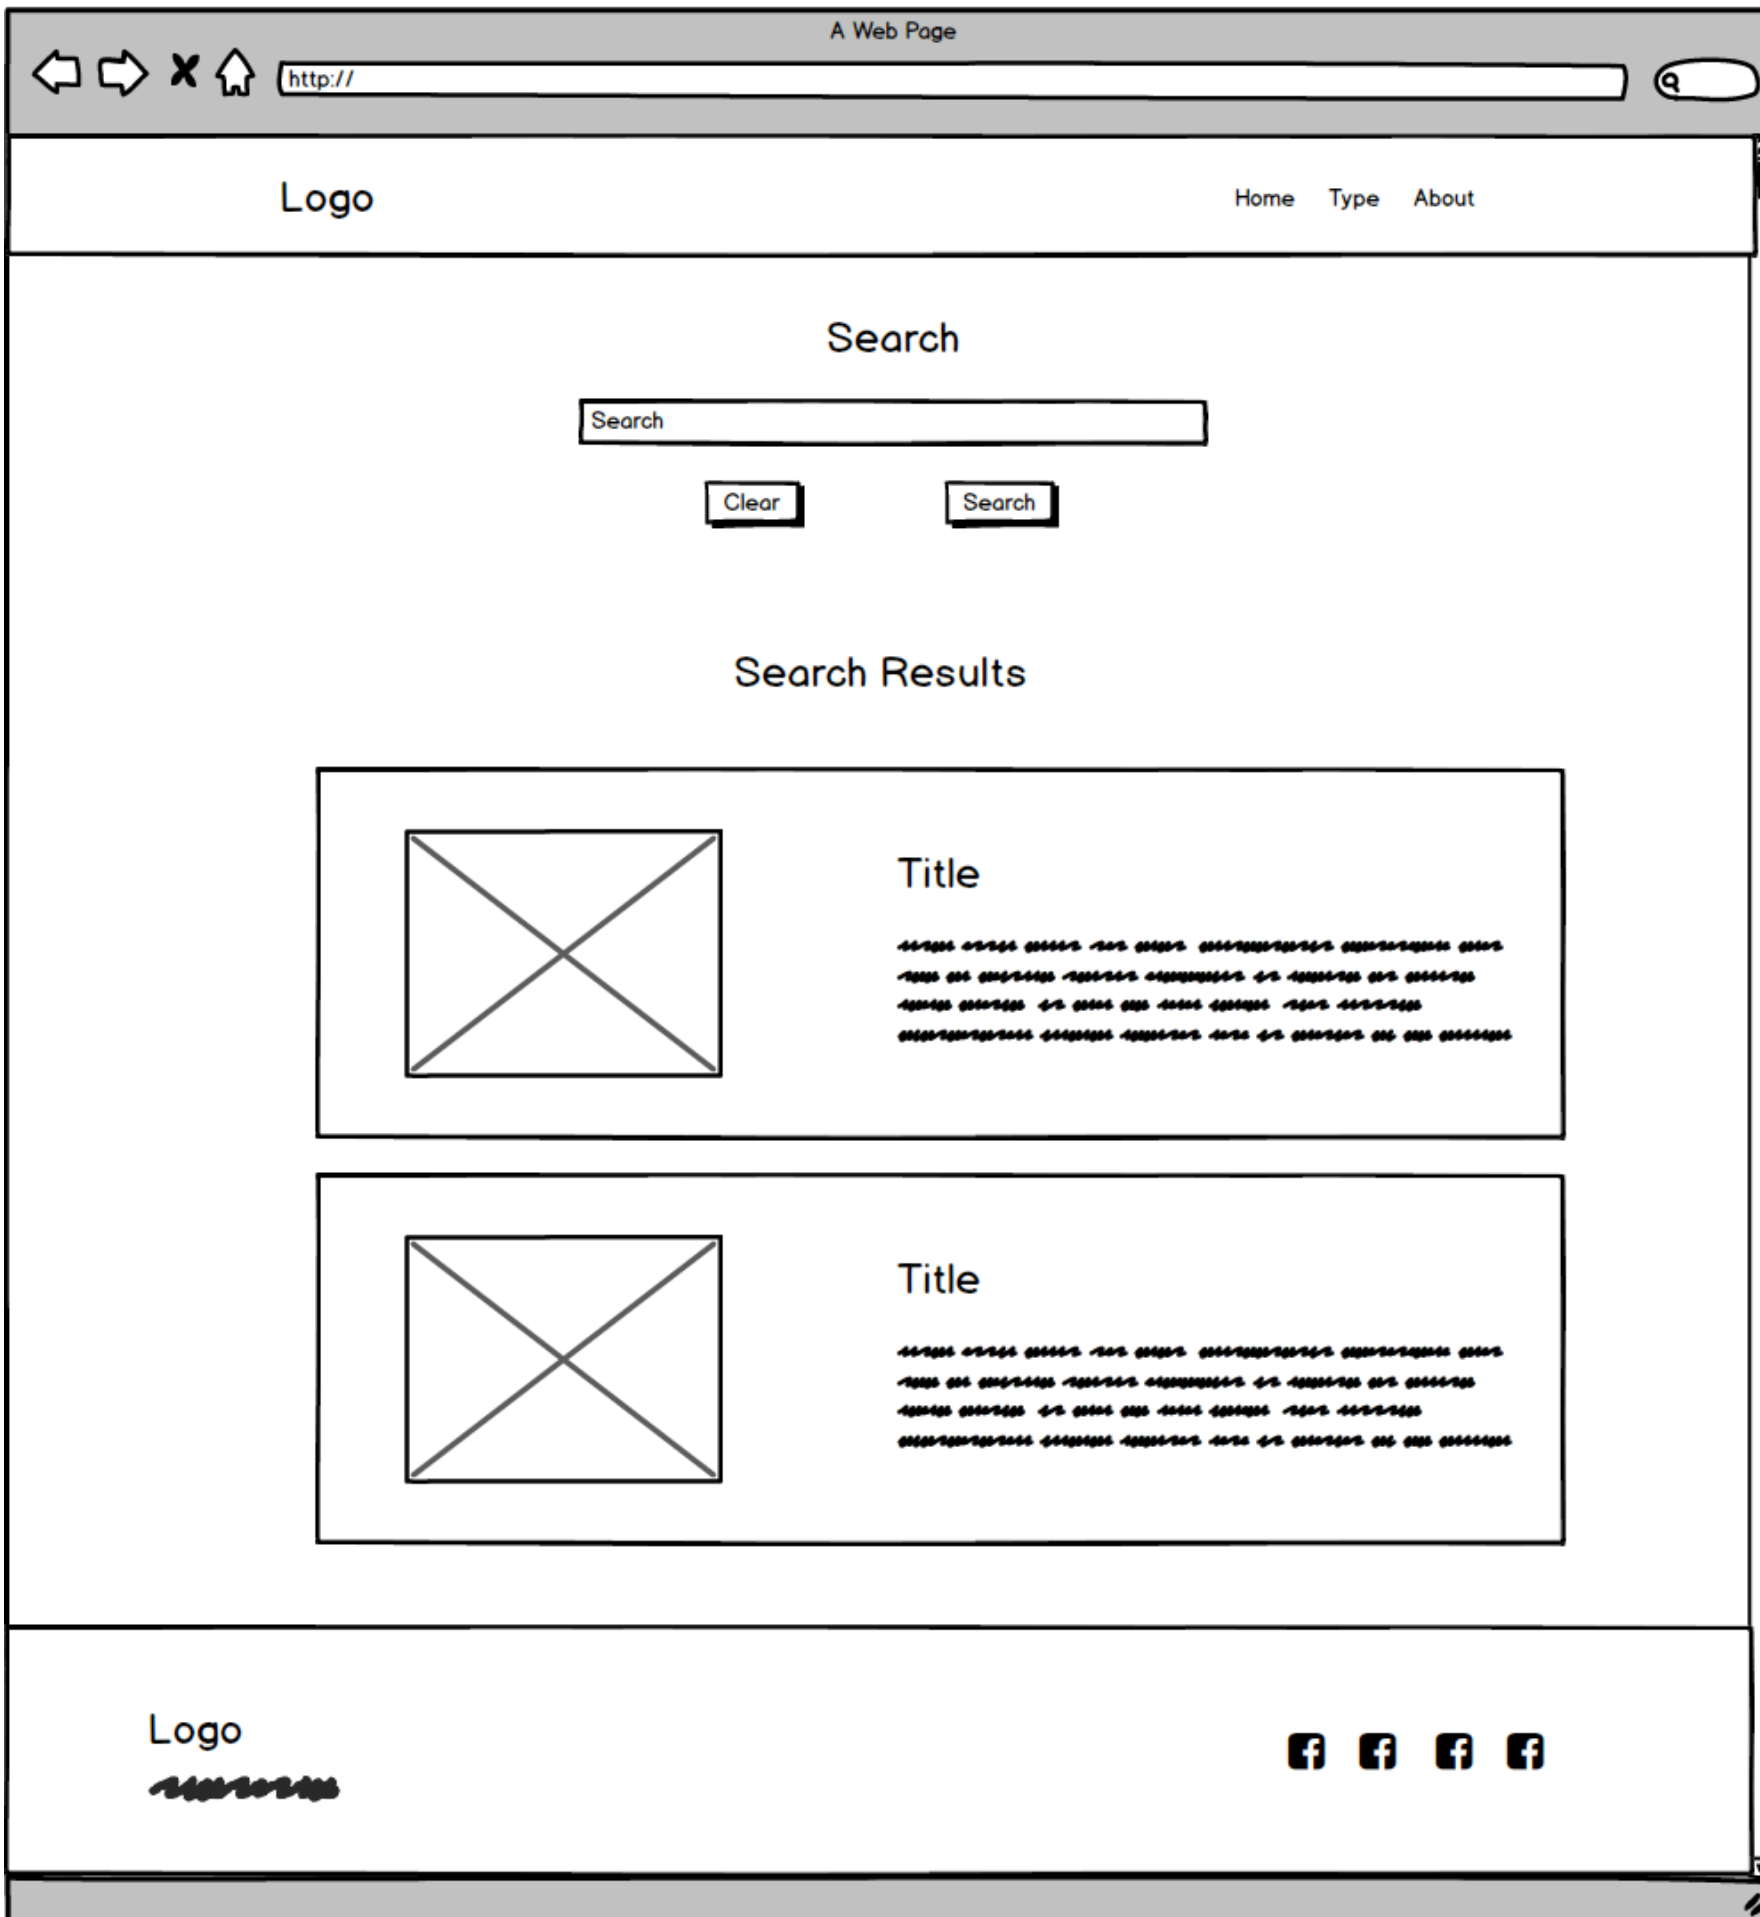 A Web Page
http://
Logo
Home Type About
Search
Search
Clear Search
Search Results
Title
Title
Logo